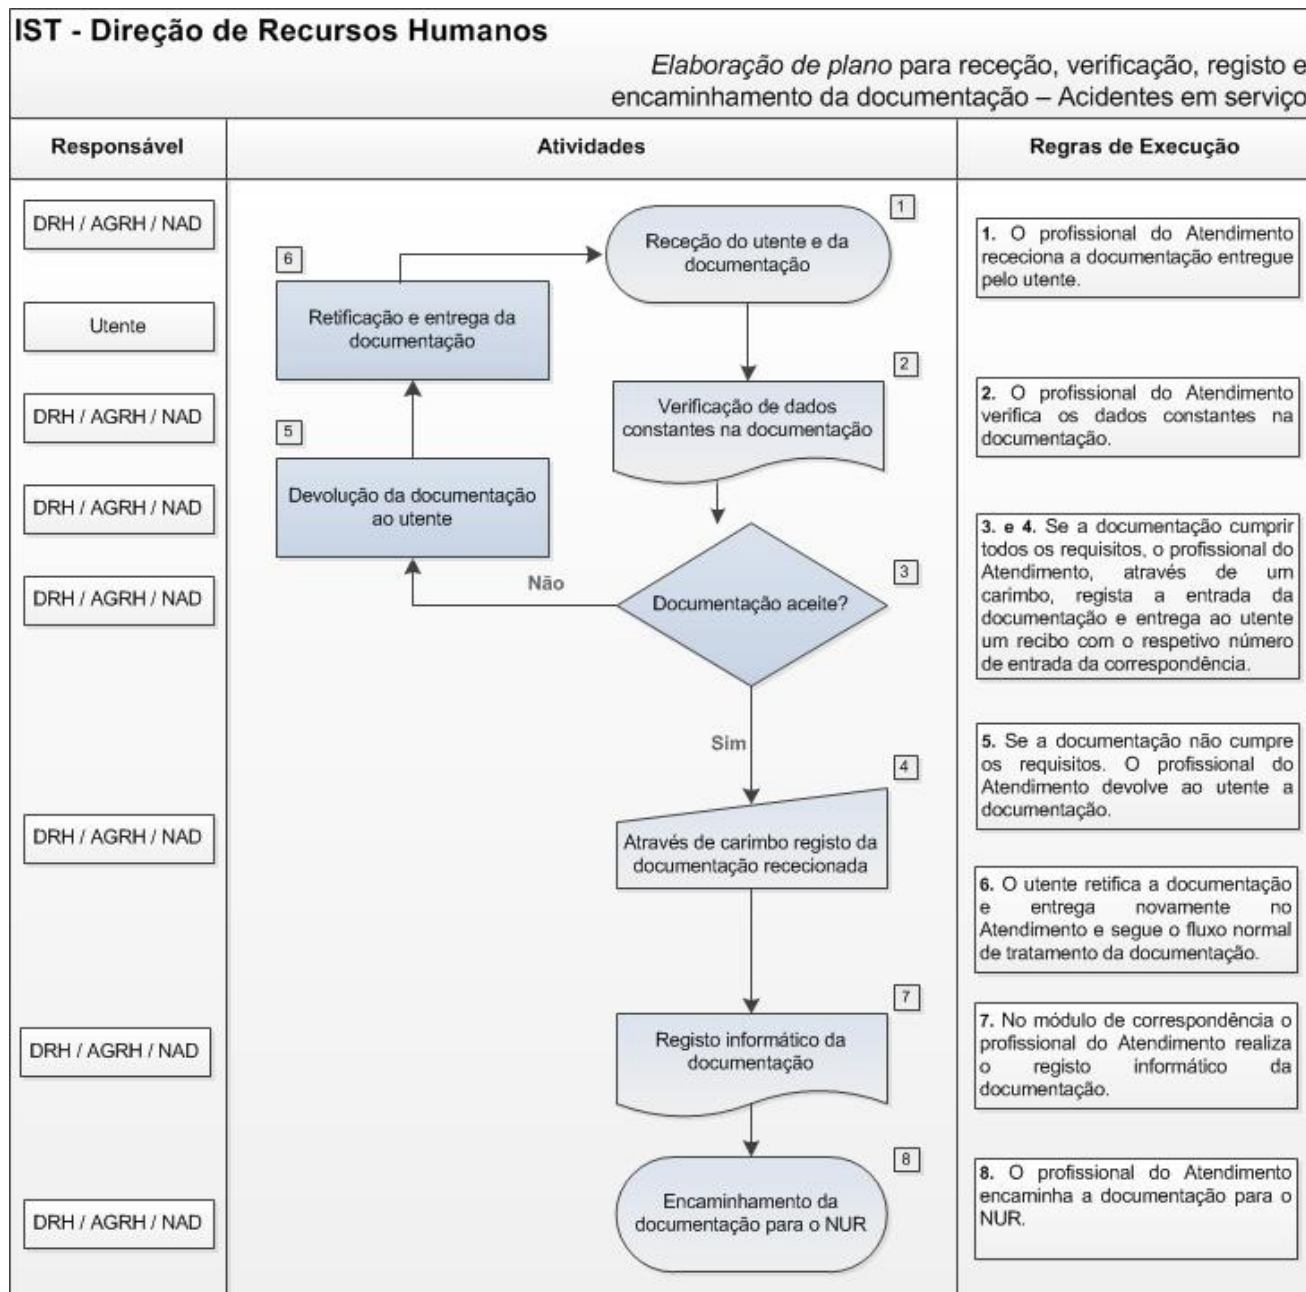 IST - Direção de Recursos Humanos
Elaboração de plano para receção, verificação, registo e
encaminhamento da documentação – Acidentes em serviço
Responsável
Atividades
Regras de Execução
DRH / AGRH / NAD
Utente
DRH / AGRH / NAD
DRH / AGRH / NAD
DRH / AGRH / NAD
DRH / AGRH / NAD
DRH / AGRH / NAD
DRH / AGRH / NAD
1
Receção do utente e da
documentação
6
Retificação e entrega da
documentação
2
Verificação de dados
constantes na documentação
5
Devolução da documentação
ao utente
3
Documentação aceite?
Não
Sim
4
Através de carimbo registo da
documentação rececionada
7
Registo informático da
documentação
8
Encaminhamento da
documentação para o NUR
1. O profissional do Atendimento
receciona a documentação entregue
pelo utente.
2. O profissional do Atendimento
verifica os dados constantes na
documentação.
3. e 4. Se a documentação cumprir
todos os requisitos, o profissional do
Atendimento, através de um
carimbo, regista a entrada da
documentação e entrega ao utente
um recibo com o respetivo número
de entrada da correspondência.
5. Se a documentação não cumpre
os requisitos. O profissional do
Atendimento devolve ao utente a
documentação.
6. O utente retifica a documentação
e entrega novamente no
Atendimento e segue o fluxo normal
de tratamento da documentação.
7. No módulo de correspondência o
profissional do Atendimento realiza
o registo informático da
documentação.
8. O profissional do Atendimento
encaminha a documentação para o
NUR.